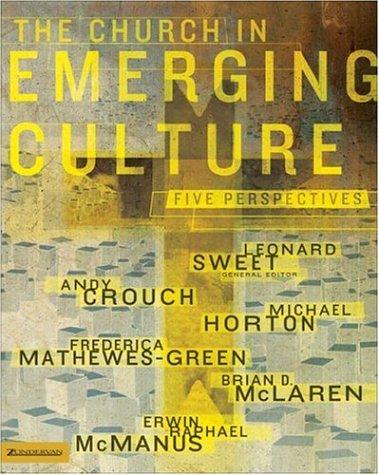 THE CHURCH IN
EMERGING
CULTURE
FIVE PERSPECTIVES
LEONARD
SWEET
GENERAL EDITOR
ANDY
CROUCH
MICHAEL
HORTON
FREDERICA
MATHEWES-GREEN
BRIAN D.
McLAREN
ERWIN RAPHAEL
McMANUS
ZONDERVAN